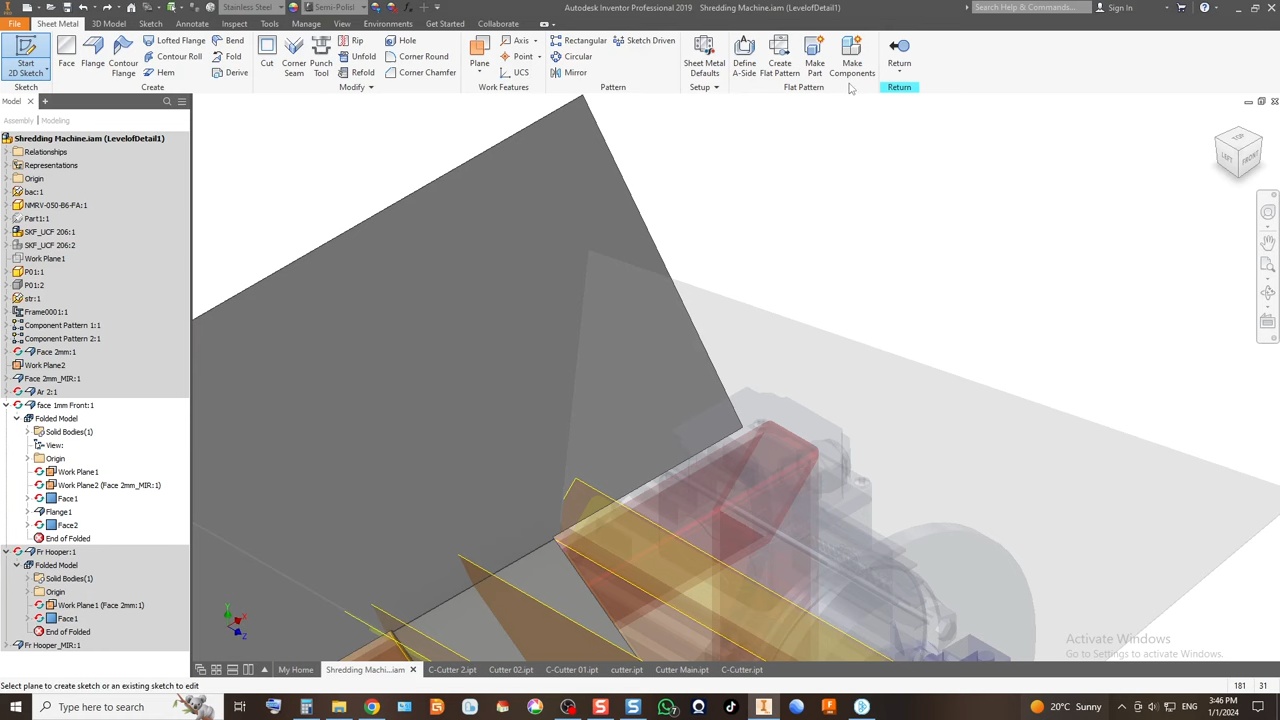 Stainless Steel
Semi-Polisl
Autodesk Inventor Professional 2019 Shredding Machine.iam (LevelofDetail1)
Search Help & Commands...
Sign In
File Sheet Metal 3D Model Sketch Annotate Inspect Tools Manage View Environments Get Started Collaborate
Start 2D Sketch
Face
Flange
Contour Flange
Lofted Flange
Contour Roll
Hem
Bend
Fold
Derive
Cut
Corner Seam
Punch Tool
Rip
Unfold
Refold
Hole
Corner Round
Corner Chamfer
Plane
Axis
Point
UCS
Rectangular
Circular
Mirror
Sketch Driven
Sheet Metal Defaults
Define A-Side
Create Flat Pattern
Make Part
Make Components
Return
Sketch Create Modify Work Features Pattern Setup Flat Pattern Return
Model
Assembly | Modeling
Shredding Machine.iam (LevelofDetail1)
Relationships
Representations
Origin
bac:1
NMRV-050-B6-FA:1
Part1:1
SKF_UCF 206:1
SKF_UCF 206:2
Work Plane1
P01:1
P01:2
str:1
Frame0001:1
Component Pattern 1:1
Component Pattern 2:1
Face 2mm:1
Work Plane2
Face 2mm_MIR:1
Ar 2:1
face 1mm Front:1
Folded Model
Solid Bodies(1)
View:
Origin
Work Plane1
Work Plane2 (Face 2mm_MIR:1)
Face1
Flange1
Face2
End of Folded
Fr Hooper:1
Folded Model
Solid Bodies(1)
Origin
Work Plane1 (Face 2mm:1)
Face1
End of Folded
Fr Hooper_MIR:1
TOP
LEFT
FRONT
Y
X
Z
Activate Windows
Go to Settings to activate Windows.
My Home Shredding Machi...iam C-Cutter 2.ipt Cutter 02.ipt C-Cutter 01.ipt cutter.ipt Cutter Main.ipt C-Cutter.ipt
Select plane to create sketch or an existing sketch to edit
181 31
Type here to search
20°C Sunny
ENG
3:46 PM
1/1/2024